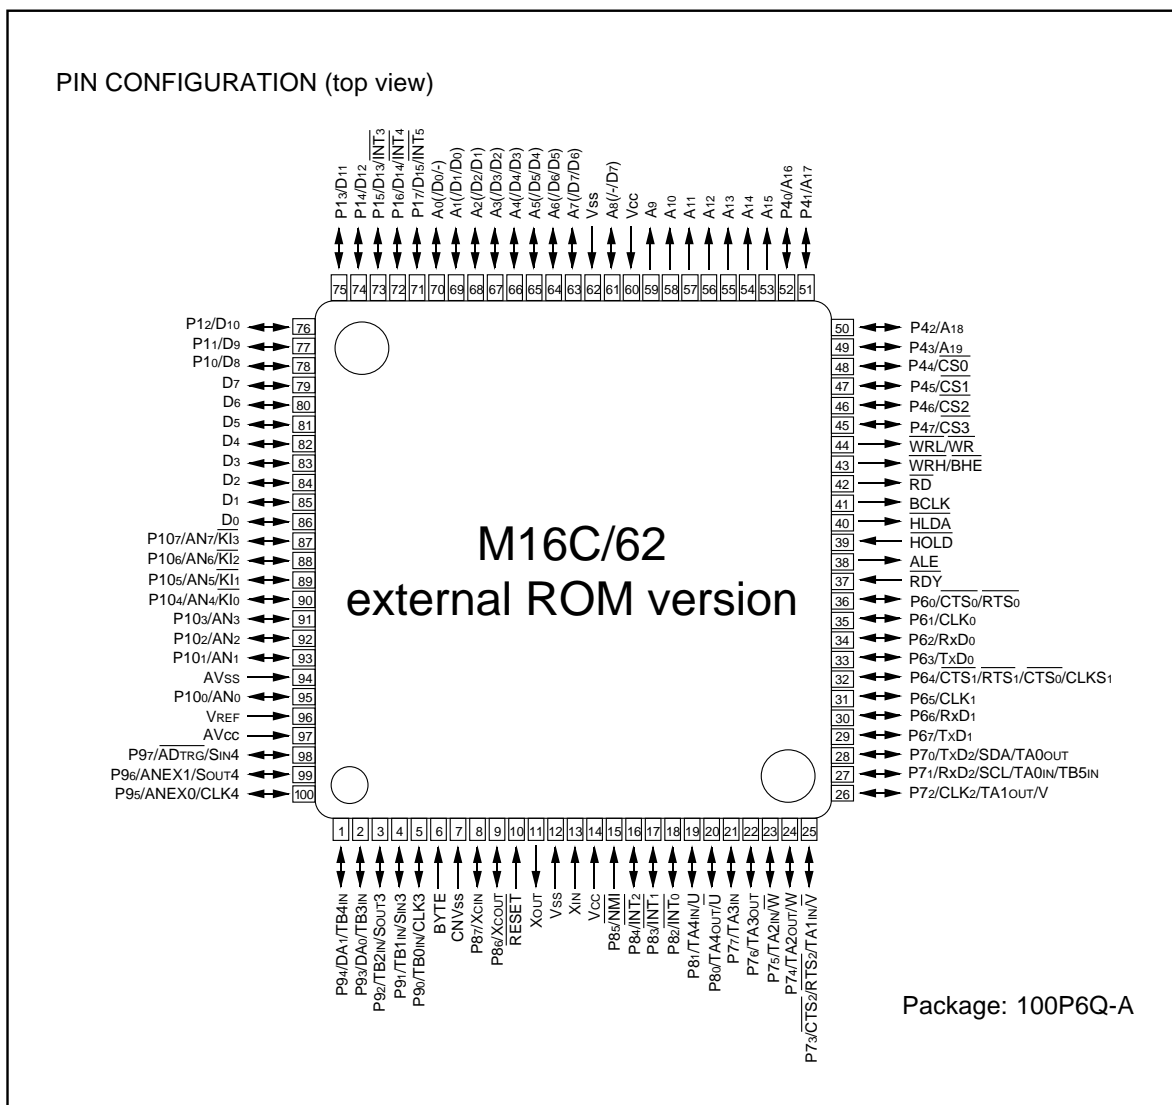 PIN CONFIGURATION (top view)
P13/D11
P14/D12
P15/D13/INT3
P16/D14/INT4
P17/D15/INT5
A0(/D0/-)
A1(/D1/D0)
A2(/D2/D1)
A3(/D3/D2)
A4(/D4/D3)
A5(/D5/D4)
A6(/D6/D5)
A7(/D7/D6)
Vss
A8(/-/D7)
Vcc
A9
A10
A11
A12
A13
A14
A15
P40/A16
P41/A17
75 74 73 72 71 70 69 68 67 66 65 64 63 62 61 60 59 58 57 56 55 54 53 52 51
P12/D10 76
P11/D9 77
P10/D8 78
D7 79
D6 80
D5 81
D4 82
D3 83
D2 84
D1 85
D0 86
P107/AN7/KI3 87
P106/AN6/KI2 88
P105/AN5/KI1 89
P104/AN4/KI0 90
P103/AN3 91
P102/AN2 92
P101/AN1 93
AVSS 94
P100/AN0 95
VREF 96
AVcc 97
P97/ADTRG/SIN4 98
P96/ANEX1/SOUT4 99
P95/ANEX0/CLK4 100
M16C/62
external ROM version
50 P42/A18
49 P43/A19
48 P44/CS0
47 P45/CS1
46 P46/CS2
45 P47/CS3
44 WRL/WR
43 WRH/BHE
42 RD
41 BCLK
40 HLDA
39 HOLD
38 ALE
37 RDY
36 P60/CTS0/RTS0
35 P61/CLK0
34 P62/RxD0
33 P63/TxD0
32 P64/CTS1/RTS1/CTS0/CLKS1
31 P65/CLK1
30 P66/RxD1
29 P67/TxD1
28 P70/TxD2/SDA/TA0OUT
27 P71/RxD2/SCL/TA0IN/TB5IN
26 P72/CLK2/TA1OUT/V
1 2 3 4 5 6 7 8 9 10 11 12 13 14 15 16 17 18 19 20 21 22 23 24 25
P94/DA1/TB4IN
P93/DA0/TB3IN
P92/TB2IN/SOUT3
P91/TB1IN/SIN3
P90/TB0IN/CLK3
BYTE
CNVss
P87/XCIN
P86/XCOUT
RESET
XOUT
VSS
XIN
VCC
P85/NMI
P84/INT2
P83/INT1
P82/INT0
P81/TA4IN/U
P80/TA4OUT/U
P77/TA3IN
P76/TA3OUT
P75/TA2IN/W
P74/TA2OUT/W
P73/CTS2/RTS2/TA1IN/V
Package: 100P6Q-A